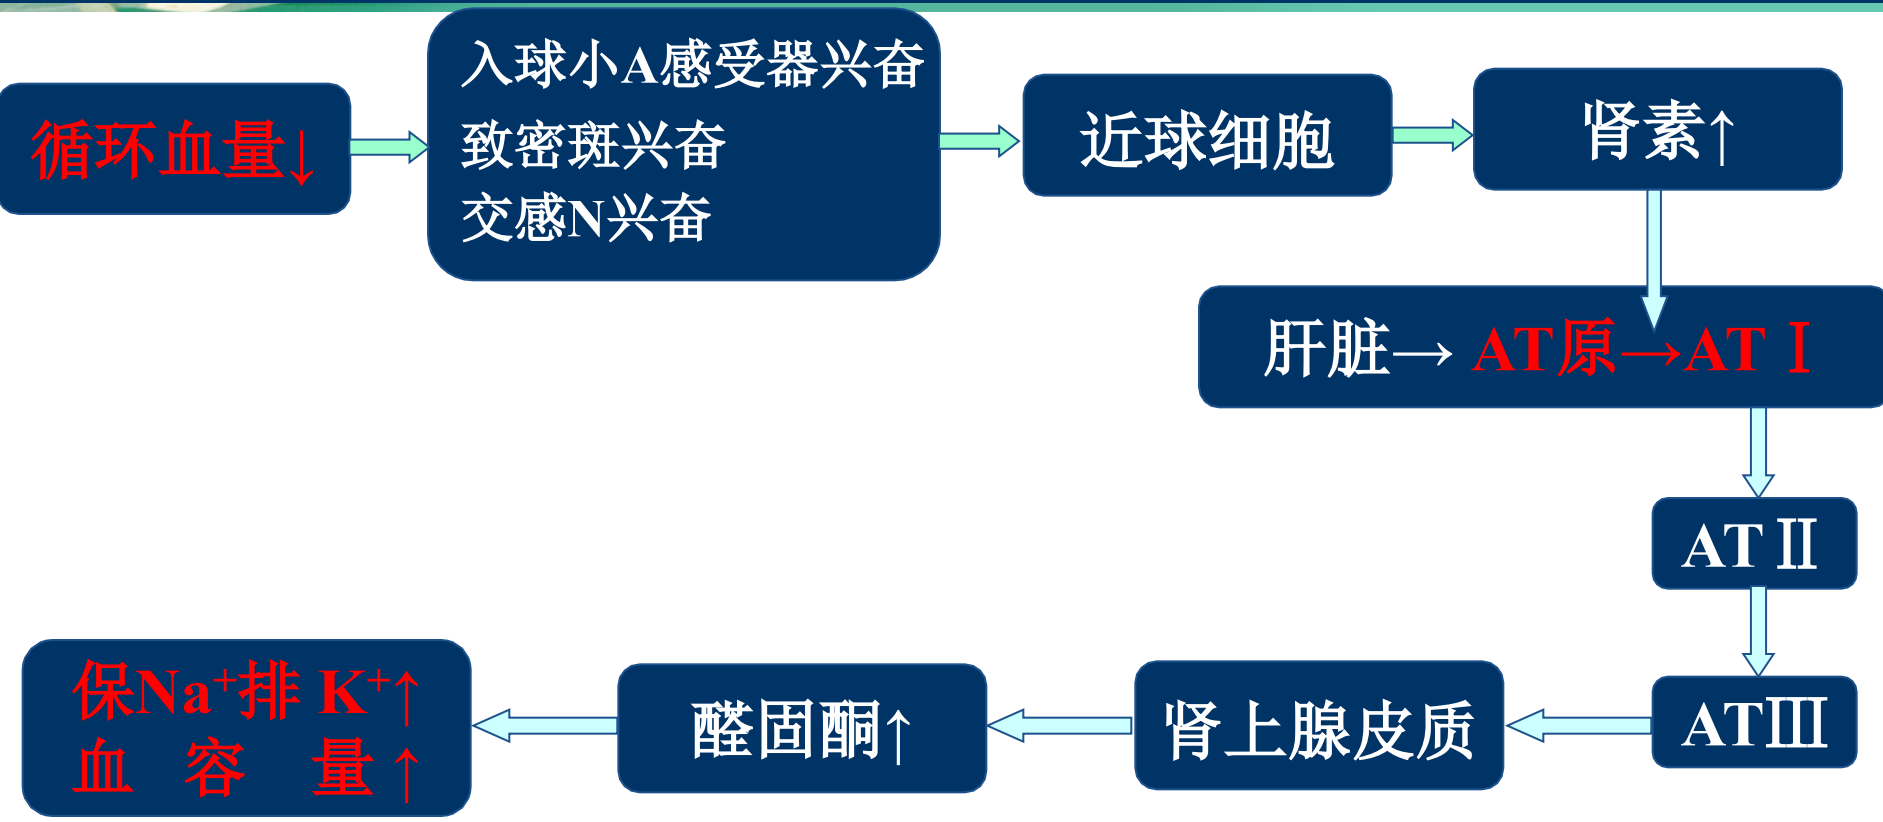 循环血量↓
入球小A感受器兴奋
致密斑兴奋
交感N兴奋
近球细胞
肾素↑
肝脏→ AT原→AT Ⅰ
AT Ⅱ
ATⅢ
肾上腺皮质
醛固酮↑
保Na⁺排 K⁺↑
血 容 量↑